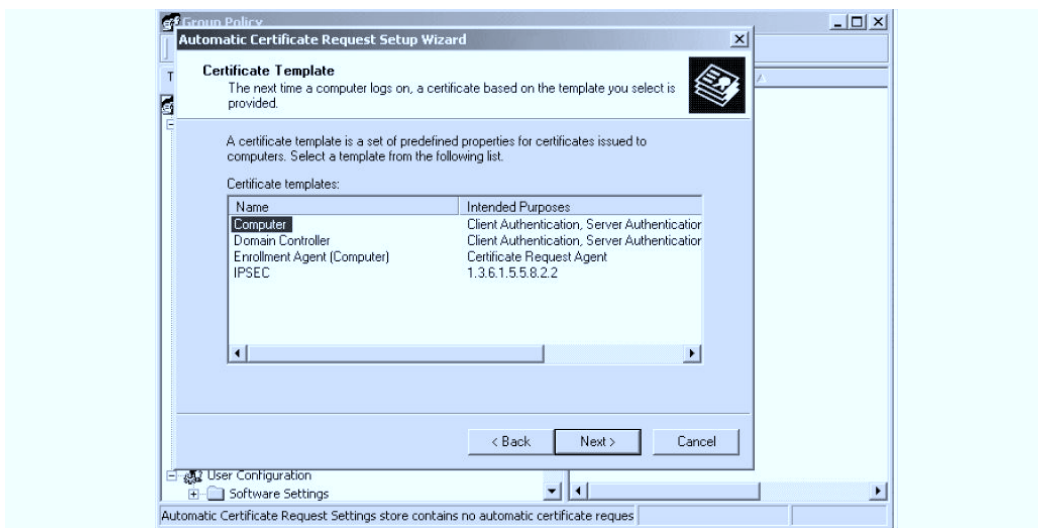 Group Policy
Automatic Certificate Request Setup Wizard
T
Certificate Template
The next time a computer logs on, a certificate based on the template you select is
provided.
A certificate template is a set of predefined properties for certificates issued to
computers. Select a template from the following list.
Certificate templates:
Name Intended Purposes
Computer Client Authentication, Server Authentication
Domain Controller Client Authentication, Server Authentication
Enrollment Agent (Computer) Certificate Request Agent
IPSEC 1.3.6.1.5.5.8.2.2
< Back Next > Cancel
User Configuration
Software Settings
Automatic Certificate Request Settings store contains no automatic certificate reques